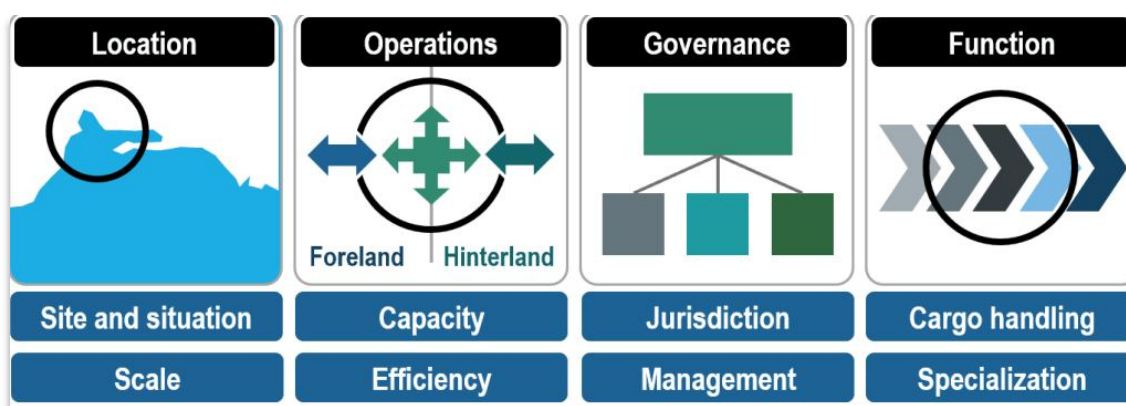 Location
Operations
Governance
Function
Foreland
Hinterland
Site and situation
Capacity
Jurisdiction
Cargo handling
Scale
Efficiency
Management
Specialization